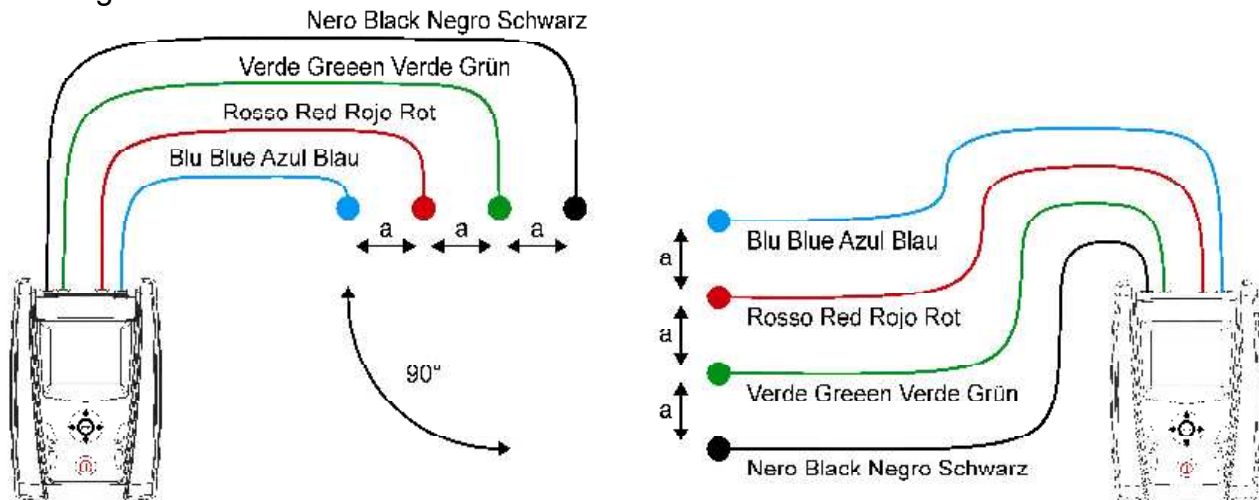 Nero Black Negro Schwarz
Verde Greeen Verde Grün
Rosso Red Rojo Rot
Blu Blue Azul Blau
a a a
90°
Blu Blue Azul Blau
a
Rosso Red Rojo Rot
a
Verde Greeen Verde Grün
a
Nero Black Negro Schwarz